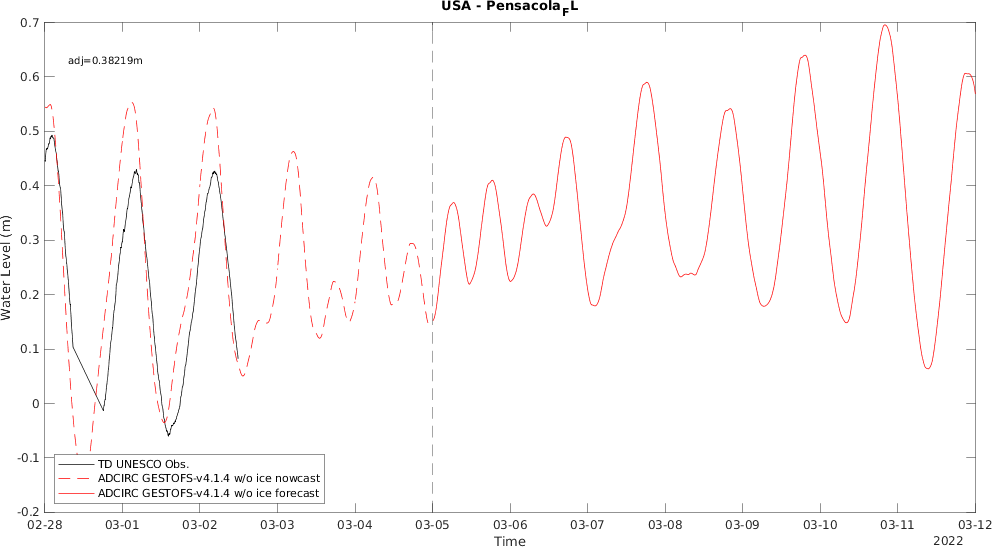 USA - Pensacola_FL
0.7
adj=0.38219m
0.6
0.5
0.4
0.3
0.2
0.1
0
-0.1
-0.2
Water Level (m)
TD UNESCO Obs.
ADCIRC GESTOFS-v4.1.4 w/o ice nowcast
ADCIRC GESTOFS-v4.1.4 w/o ice forecast
02-28 03-01 03-02 03-03 03-04 03-05 03-06 03-07 03-08 03-09 03-10 03-11 03-12
Time
2022